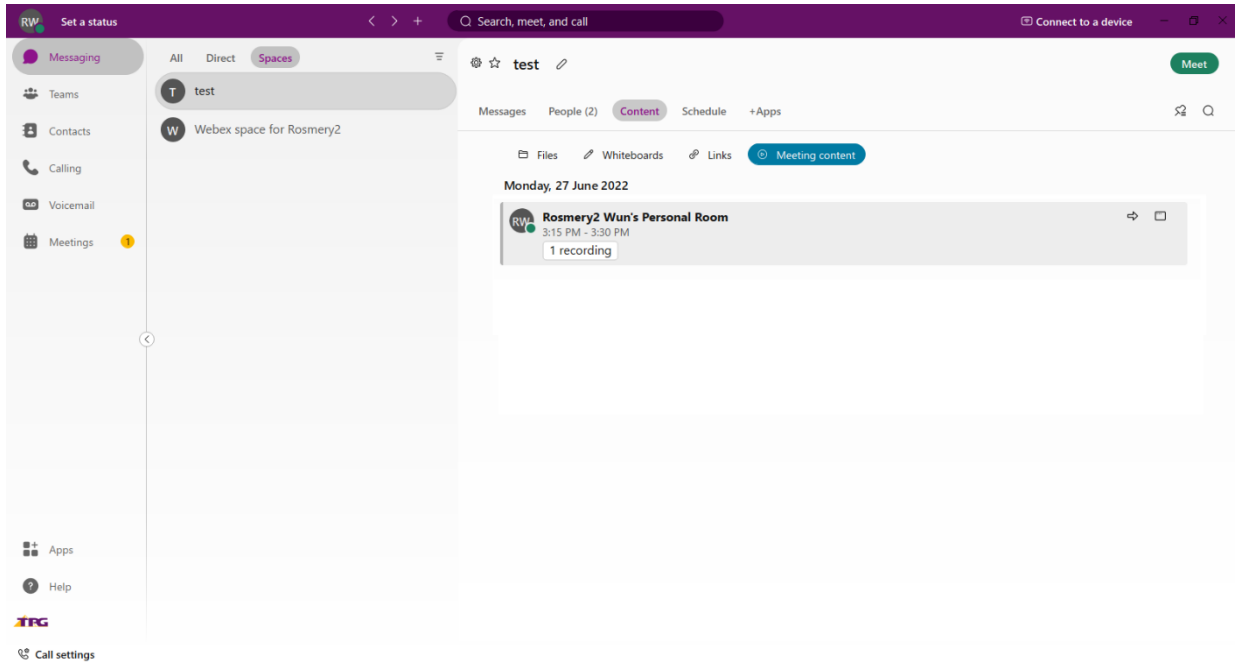 RW Set a status
Search, meet, and call
Connect to a device
Messaging
Teams
Contacts
Calling
Voicemail
Meetings 1
Apps
Help
TPG
Call settings
All Direct Spaces
T test
W Webex space for Rosmery2
test
Meet
Messages People (2) Content Schedule +Apps
Files Whiteboards Links Meeting content
Monday, 27 June 2022
RW Rosmery2 Wun's Personal Room
3:15 PM - 3:30 PM
1 recording